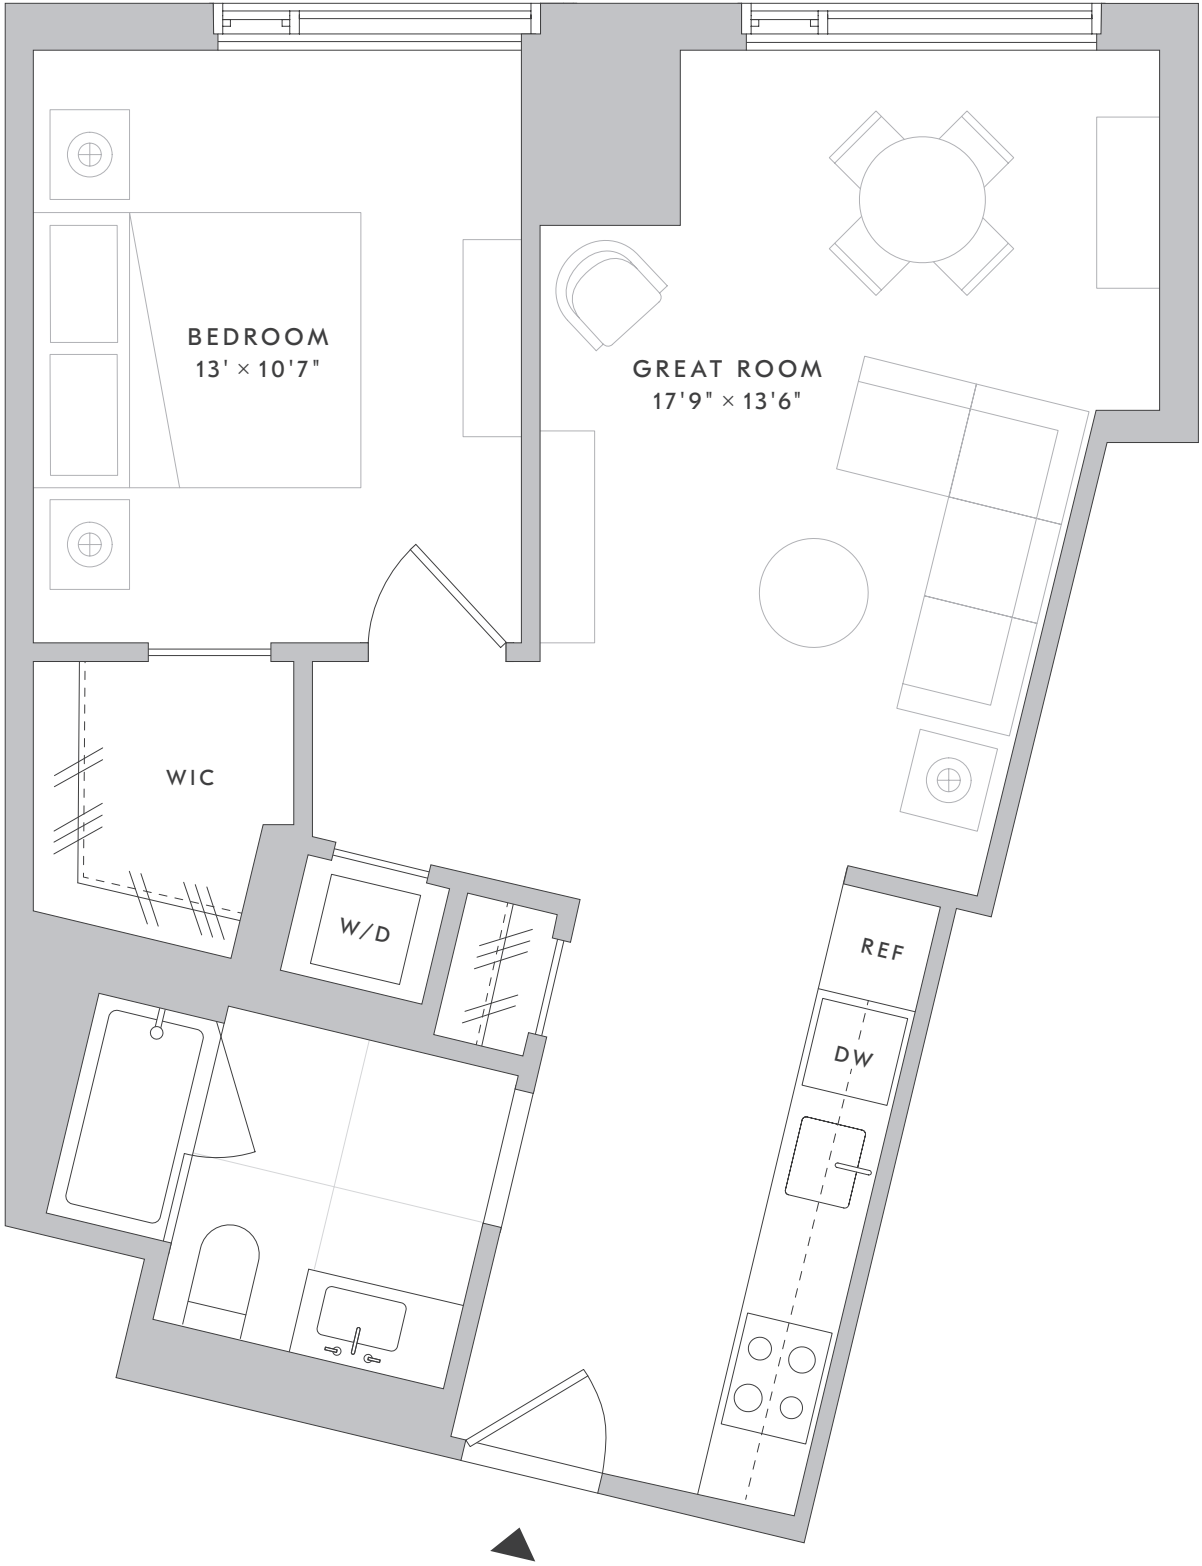 BEDROOM
13' × 10'7"
GREAT ROOM
17'9" × 13'6"
WIC
W/D
REF
DW